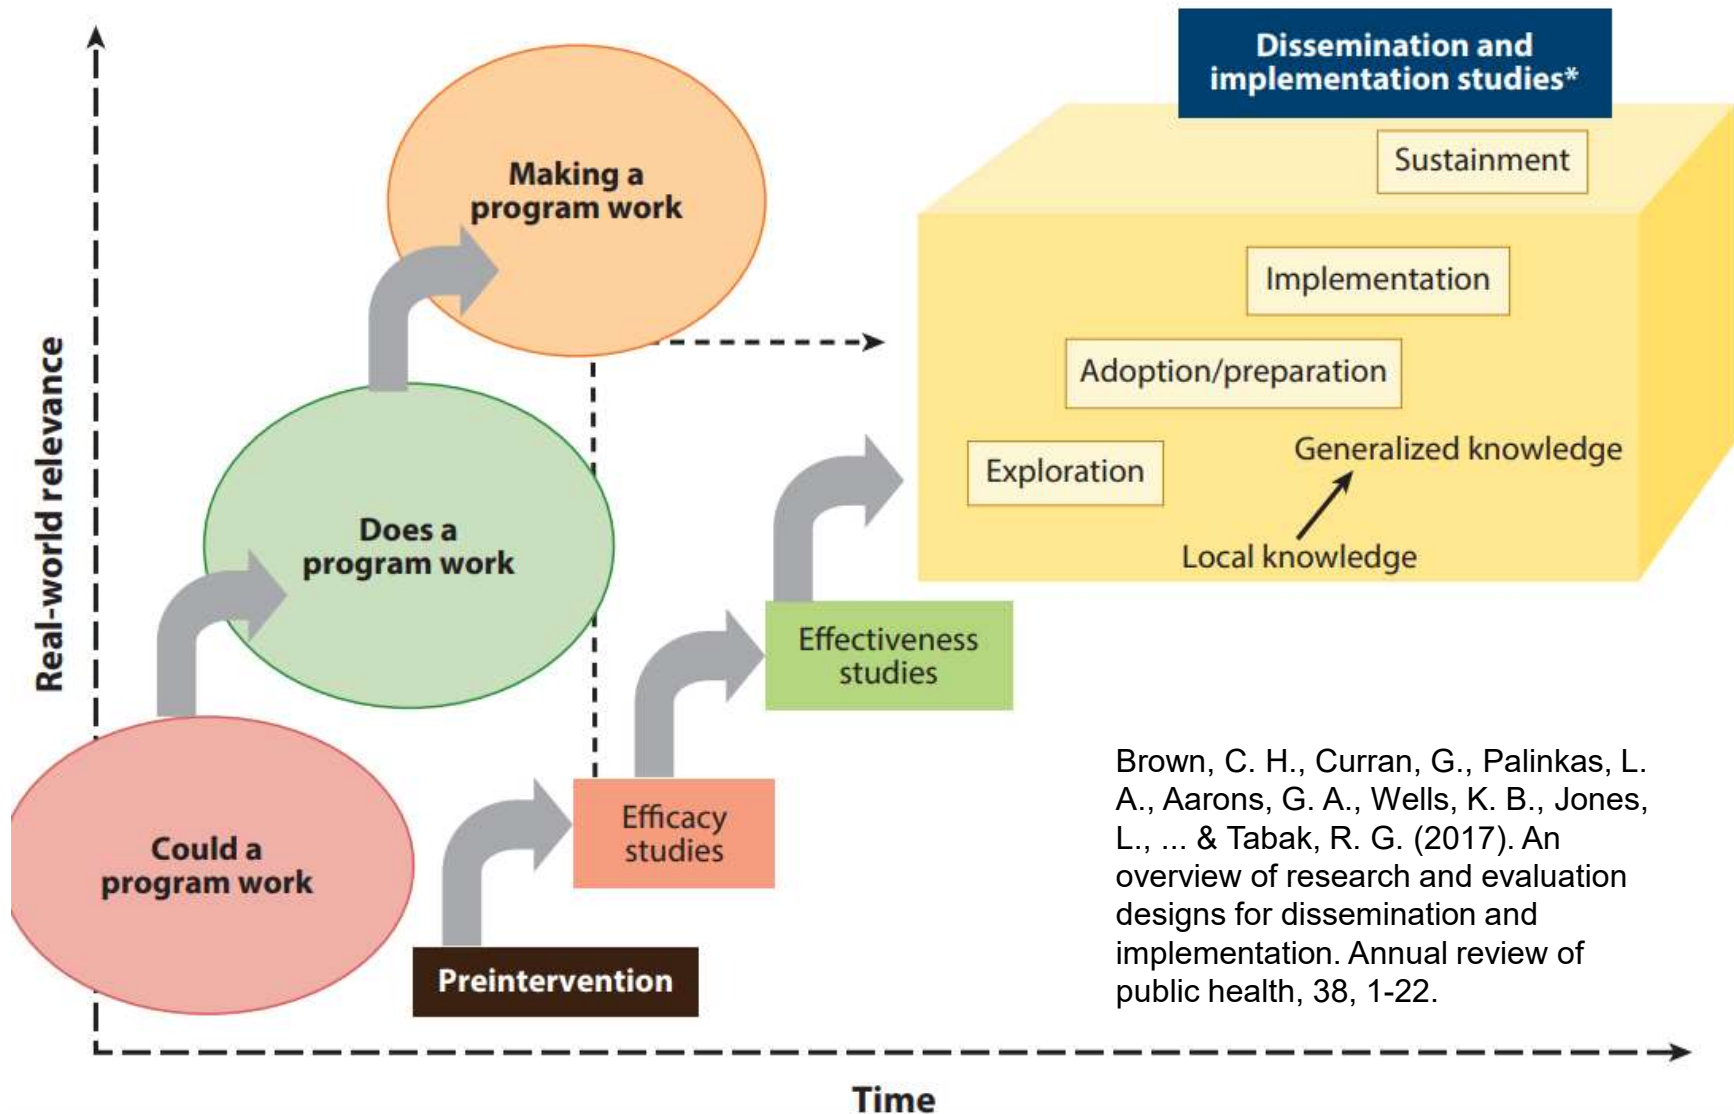 Dissemination and
implementation studies*
Sustainment
Making a
program work
Implementation
Adoption/preparation
Real-world relevance
Generalized knowledge
Exploration
Does a
program work
Local knowledge
Effectiveness
studies
Efficacy
studies
Could a
program work
Preintervention
Brown, C. H., Curran, G., Palinkas, L.
A., Aarons, G. A., Wells, K. B., Jones,
L., ... & Tabak, R. G. (2017). An
overview of research and evaluation
designs for dissemination and
implementation. Annual review of
public health, 38, 1-22.
Time